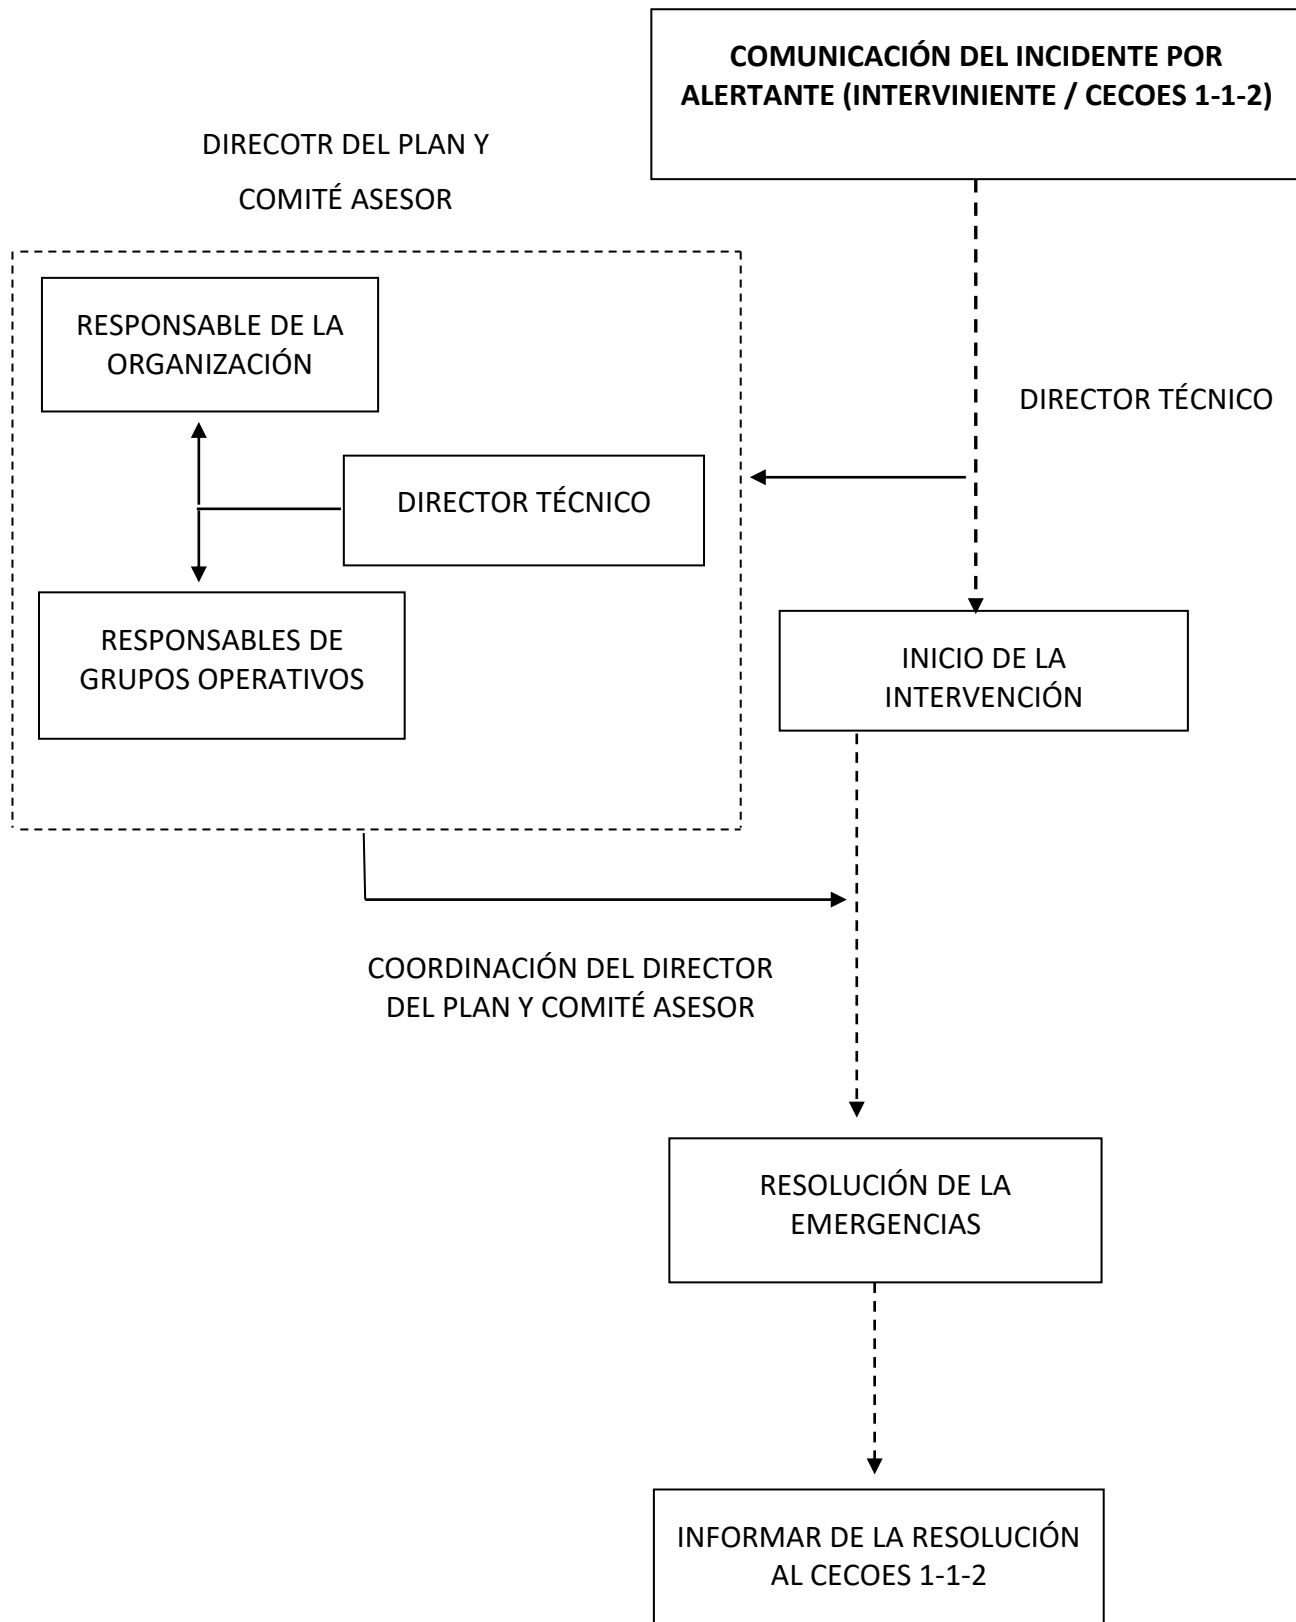 COMUNICACIÓN DEL INCIDENTE POR
ALERTANTE (INTERVINIENTE / CECOES 1-1-2)
DIRECOTR DEL PLAN Y
COMITÉ ASESOR
RESPONSABLE DE LA
ORGANIZACIÓN
DIRECTOR TÉCNICO
DIRECTOR TÉCNICO
RESPONSABLES DE
GRUPOS OPERATIVOS
INICIO DE LA
INTERVENCIÓN
COORDINACIÓN DEL DIRECTOR
DEL PLAN Y COMITÉ ASESOR
RESOLUCIÓN DE LA
EMERGENCIAS
INFORMAR DE LA RESOLUCIÓN
AL CECOES 1-1-2